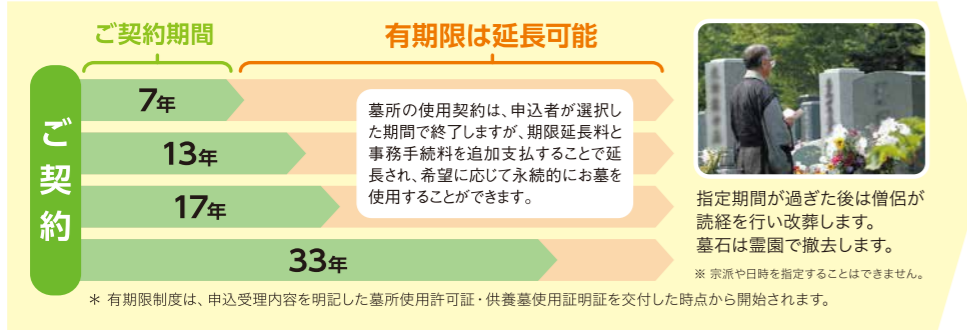 ご契約期間
有期限は延長可能
ご契約
7年
13年
17年
33年
墓所の使用契約は、申込者が選択し
た期間で終了しますが、期限延長料と
事務手続料を追加支払することで延
長され、希望に応じて永続的にお墓を
使用することができます。
指定期間が過ぎた後は僧侶が
読経を行い改葬します。
墓石は霊園で撤去します。
※ 宗派や日時を指定することはできません。
＊ 有期限制度は、申込受理内容を明記した墓所使用許可証・供養墓使用証明証を交付した時点から開始されます。